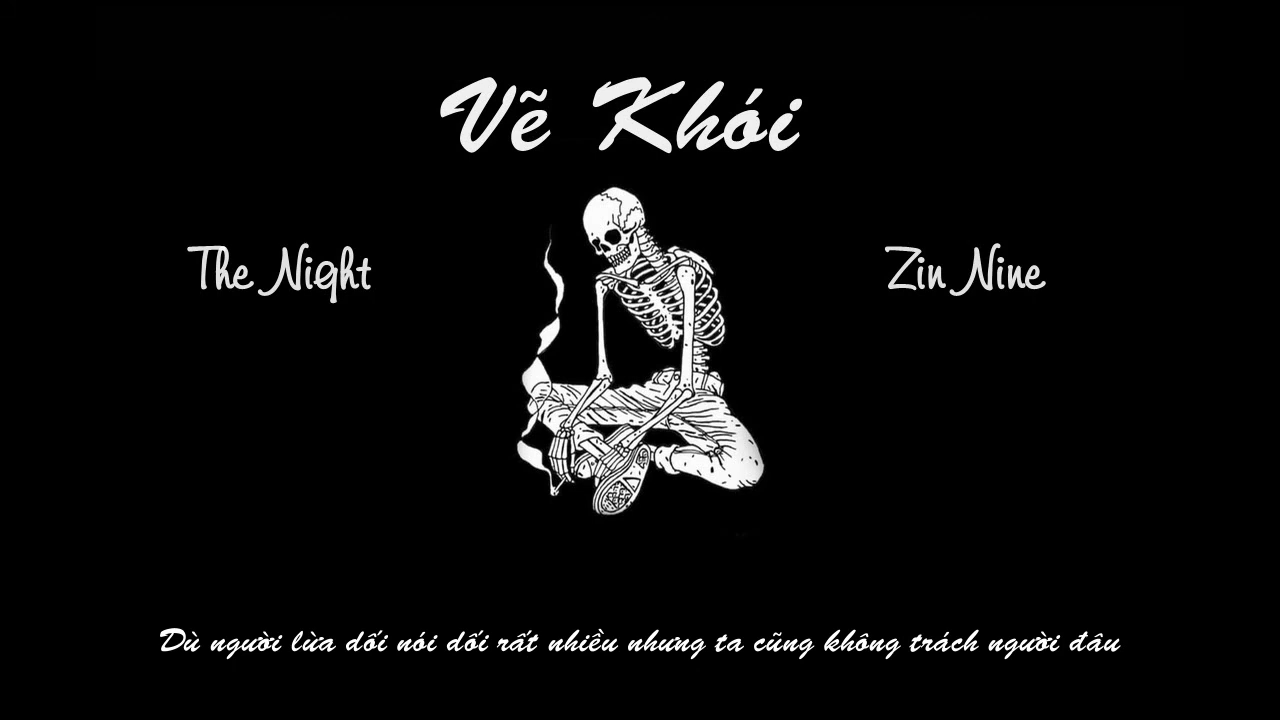 Vẽ Khói
The Night
Zin Nine
Dù người lừa dối nói dối rất nhiều nhưng ta cũng không trách người đâu